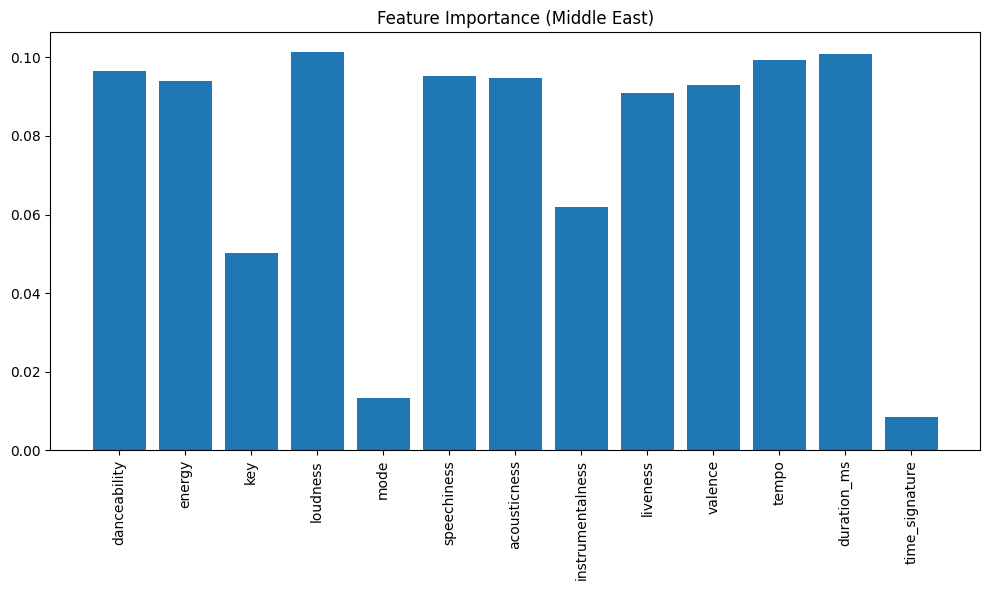 Feature Importance (Middle East)
0.10
0.08
0.06
0.04
0.02
0.00
danceability
energy
key
loudness
mode
speechiness
acousticness
instrumentalness
liveness
valence
tempo
duration_ms
time_signature